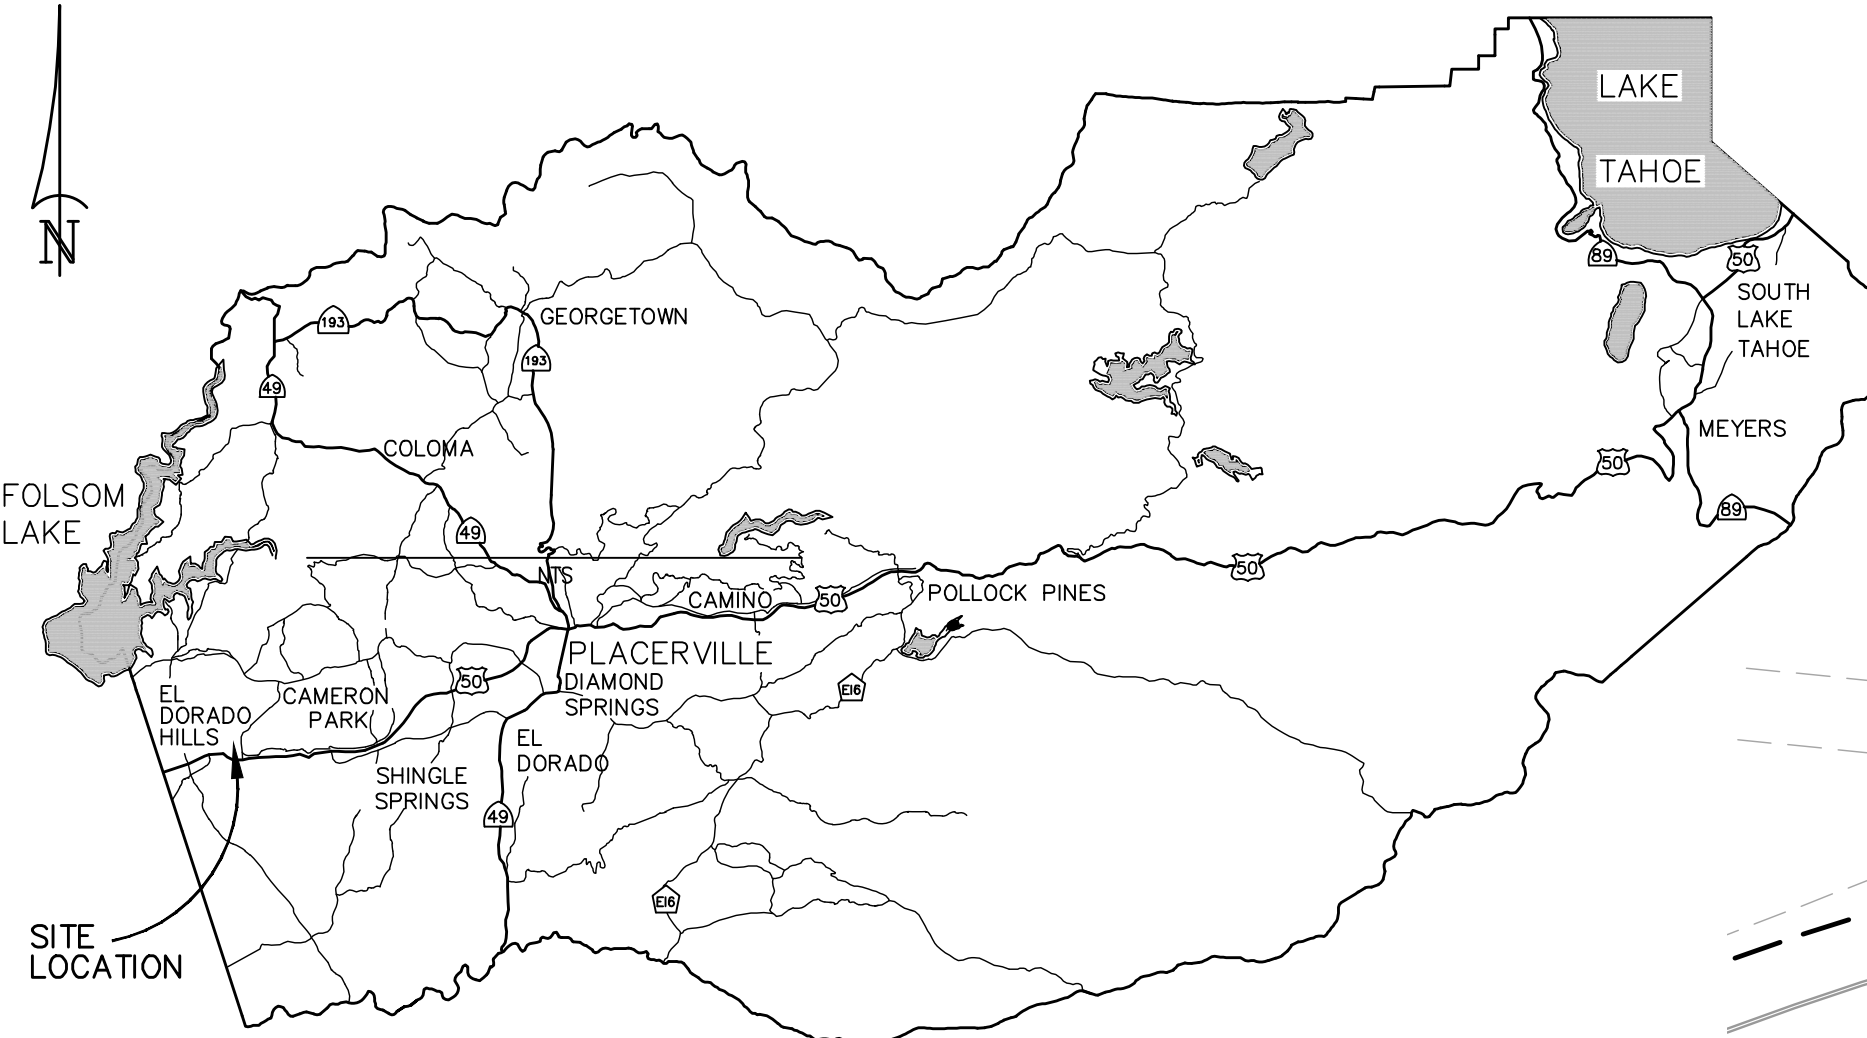 LAKE
TAHOE
N
89
50
SOUTH
LAKE
TAHOE
193
GEORGETOWN
193
49
COLOMA
MEYERS
50
89
FOLSOM
LAKE
49
NTS
50
CAMINO
50
POLLOCK PINES
PLACERVILLE
DIAMOND
SPRINGS
50
E16
EL
DORADO
HILLS
CAMERON
PARK
EL
DORADO
SHINGLE
SPRINGS
49
E16
SITE
LOCATION